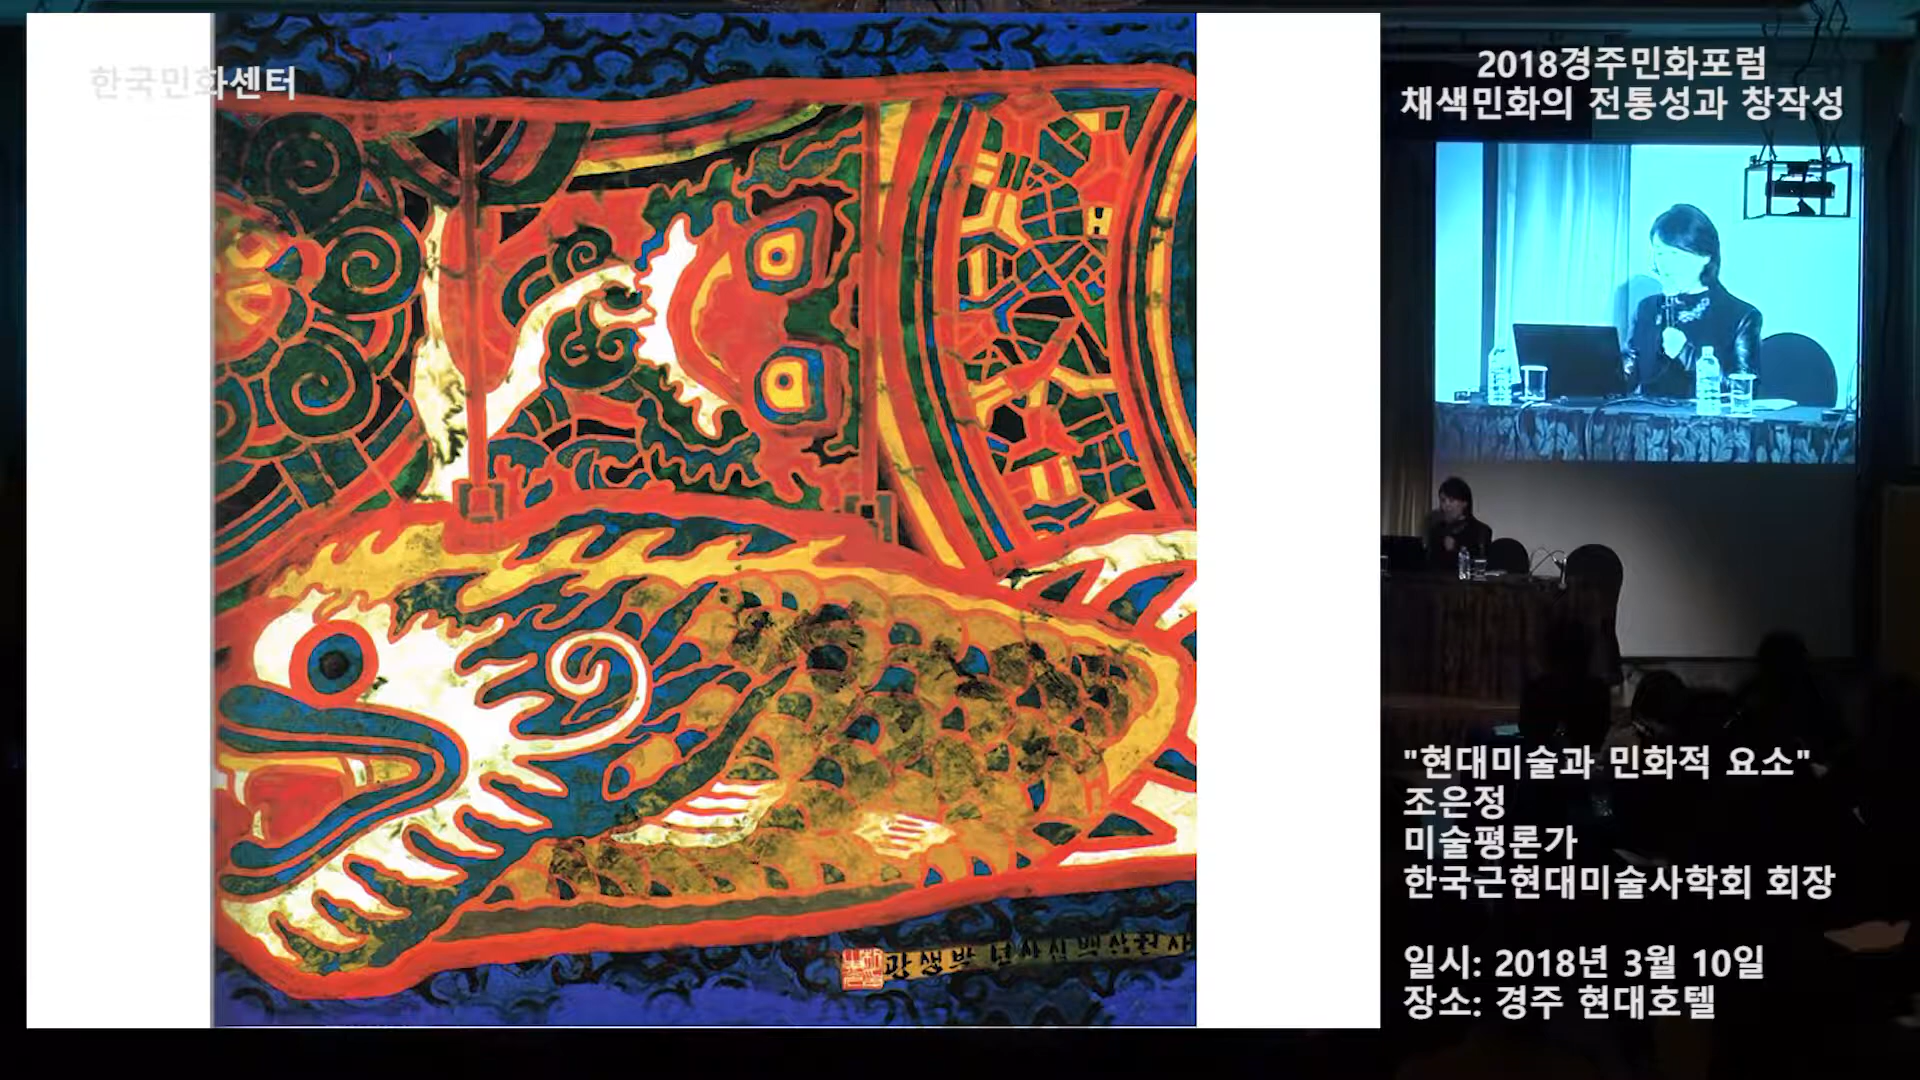 한국민화센터
2018경주민화포럼
채색민화의 전통성과 창작성
"현대미술과 민화적 요소"
조은정
미술평론가
한국근현대미술사학회 회장
일시: 2018년 3월 10일
장소: 경주 현대호텔